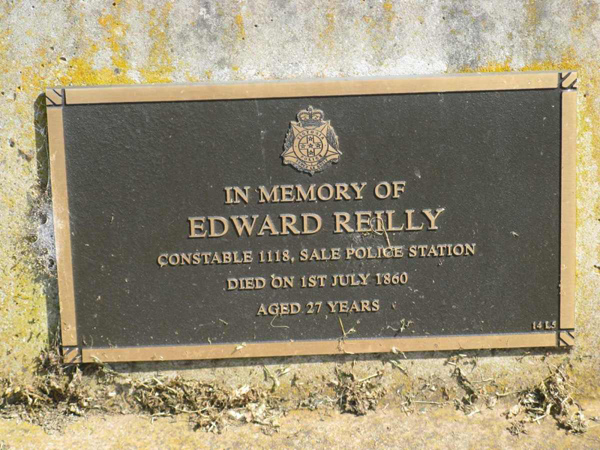 IN MEMORY OF
EDWARD REILLY
CONSTABLE 1118, SALE POLICE STATION
DIED ON 1ST JULY 1860
AGED 27 YEARS
14 L5